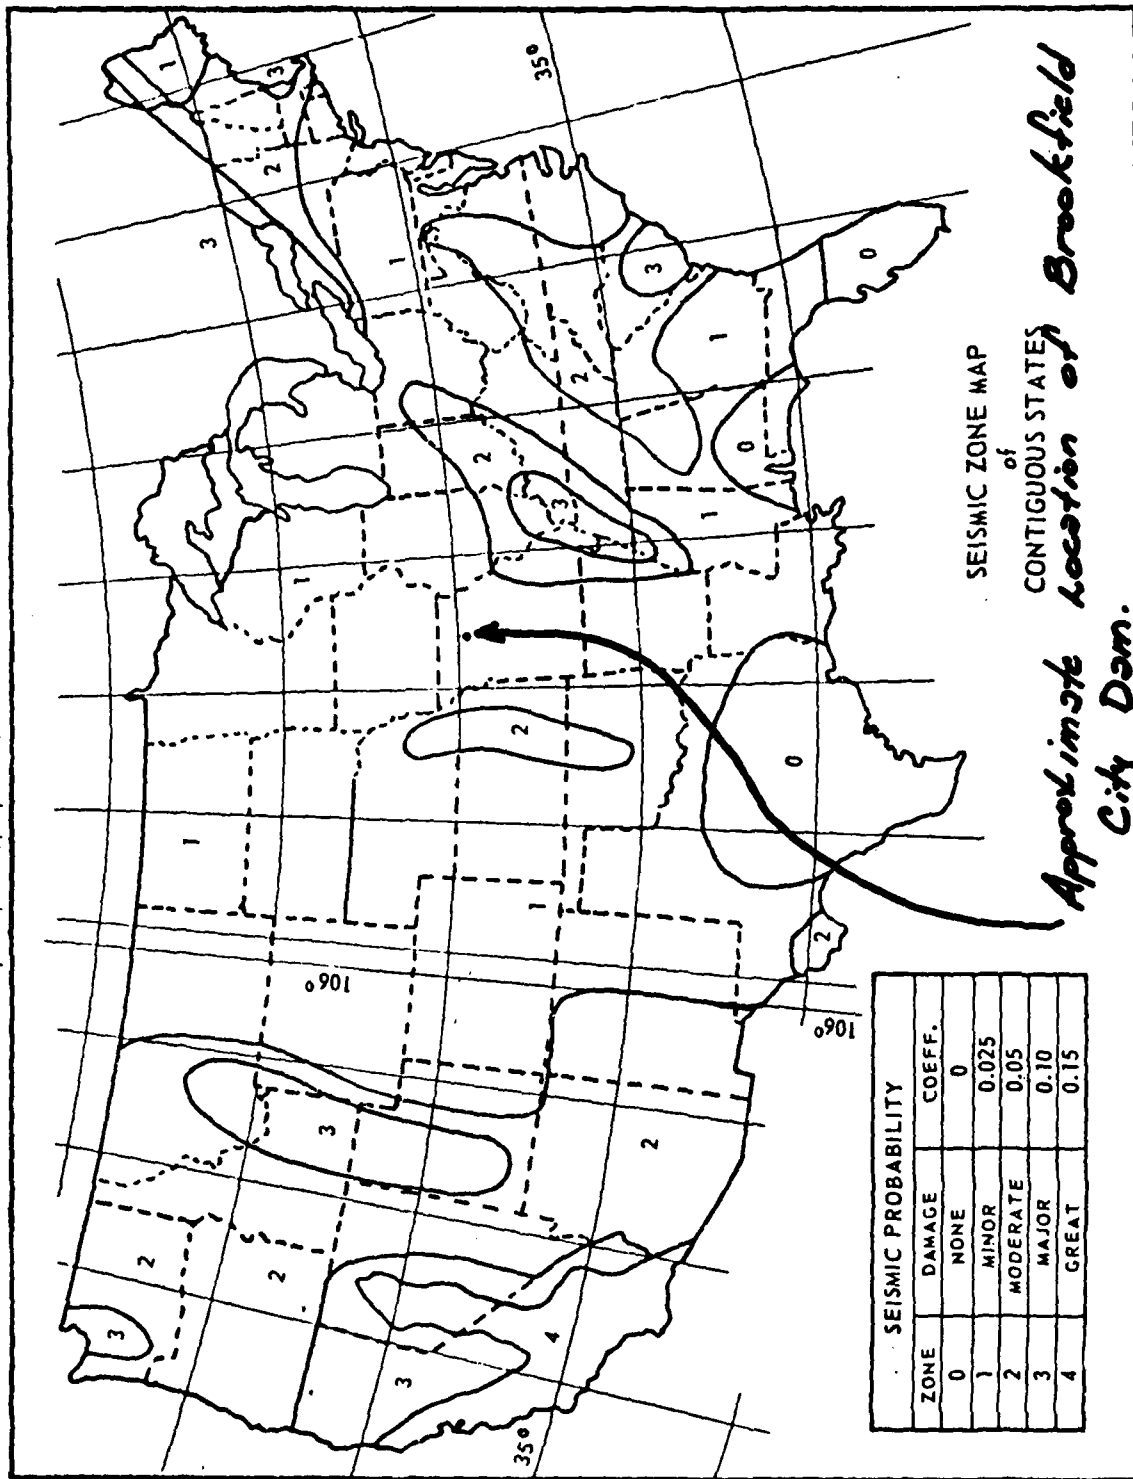 SEISMIC ZONE MAP
of
CONTIGUOUS STATES
Approximate Location of Brookfield
City Dam.
SEISMIC PROBABILITY
ZONE DAMAGE COEFF.
0 NONE 0
1 MINOR 0.025
2 MODERATE 0.05
3 MAJOR 0.10
4 GREAT 0.15
35°
35°
106°
106°
3
2
2
3
4
3
2
1
1
2
0
2
1
2
3
1
0
1
0
2
3
1
3
2
3
1